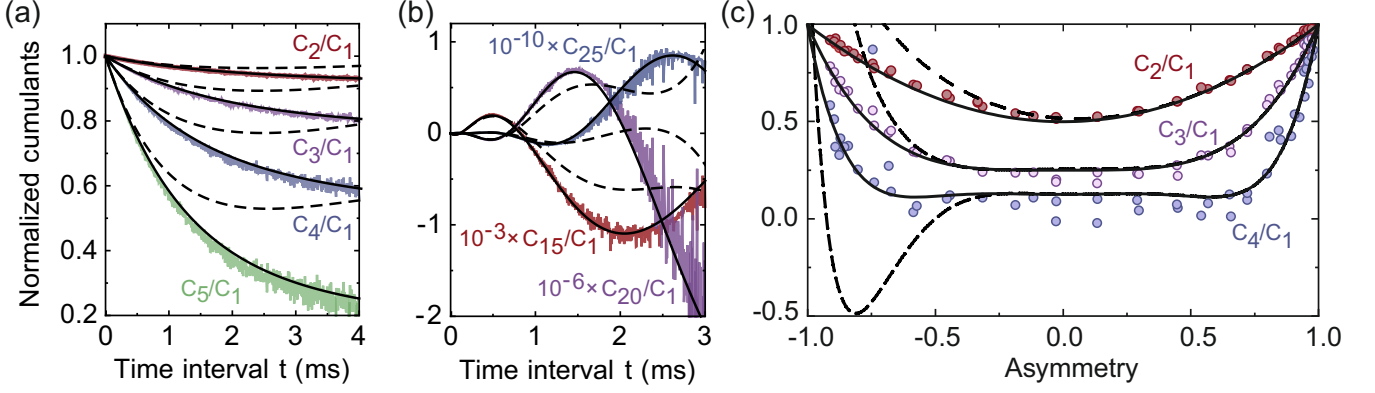 (a)
Normalized cumulants
1.0
0.8
0.6
0.4
0.2
C2/C1
C3/C1
C4/C1
C5/C1
0 1 2 3 4
Time interval t (ms)
(b)
1
0
-1
-2
10-10×C25/C1
10-3×C15/C1
10-6×C20/C1
0 1 2 3
Time interval t (ms)
(c)
1.0
0.5
0.0
-0.5
C2/C1
C3/C1
C4/C1
-1.0 -0.5 0.0 0.5 1.0
Asymmetry